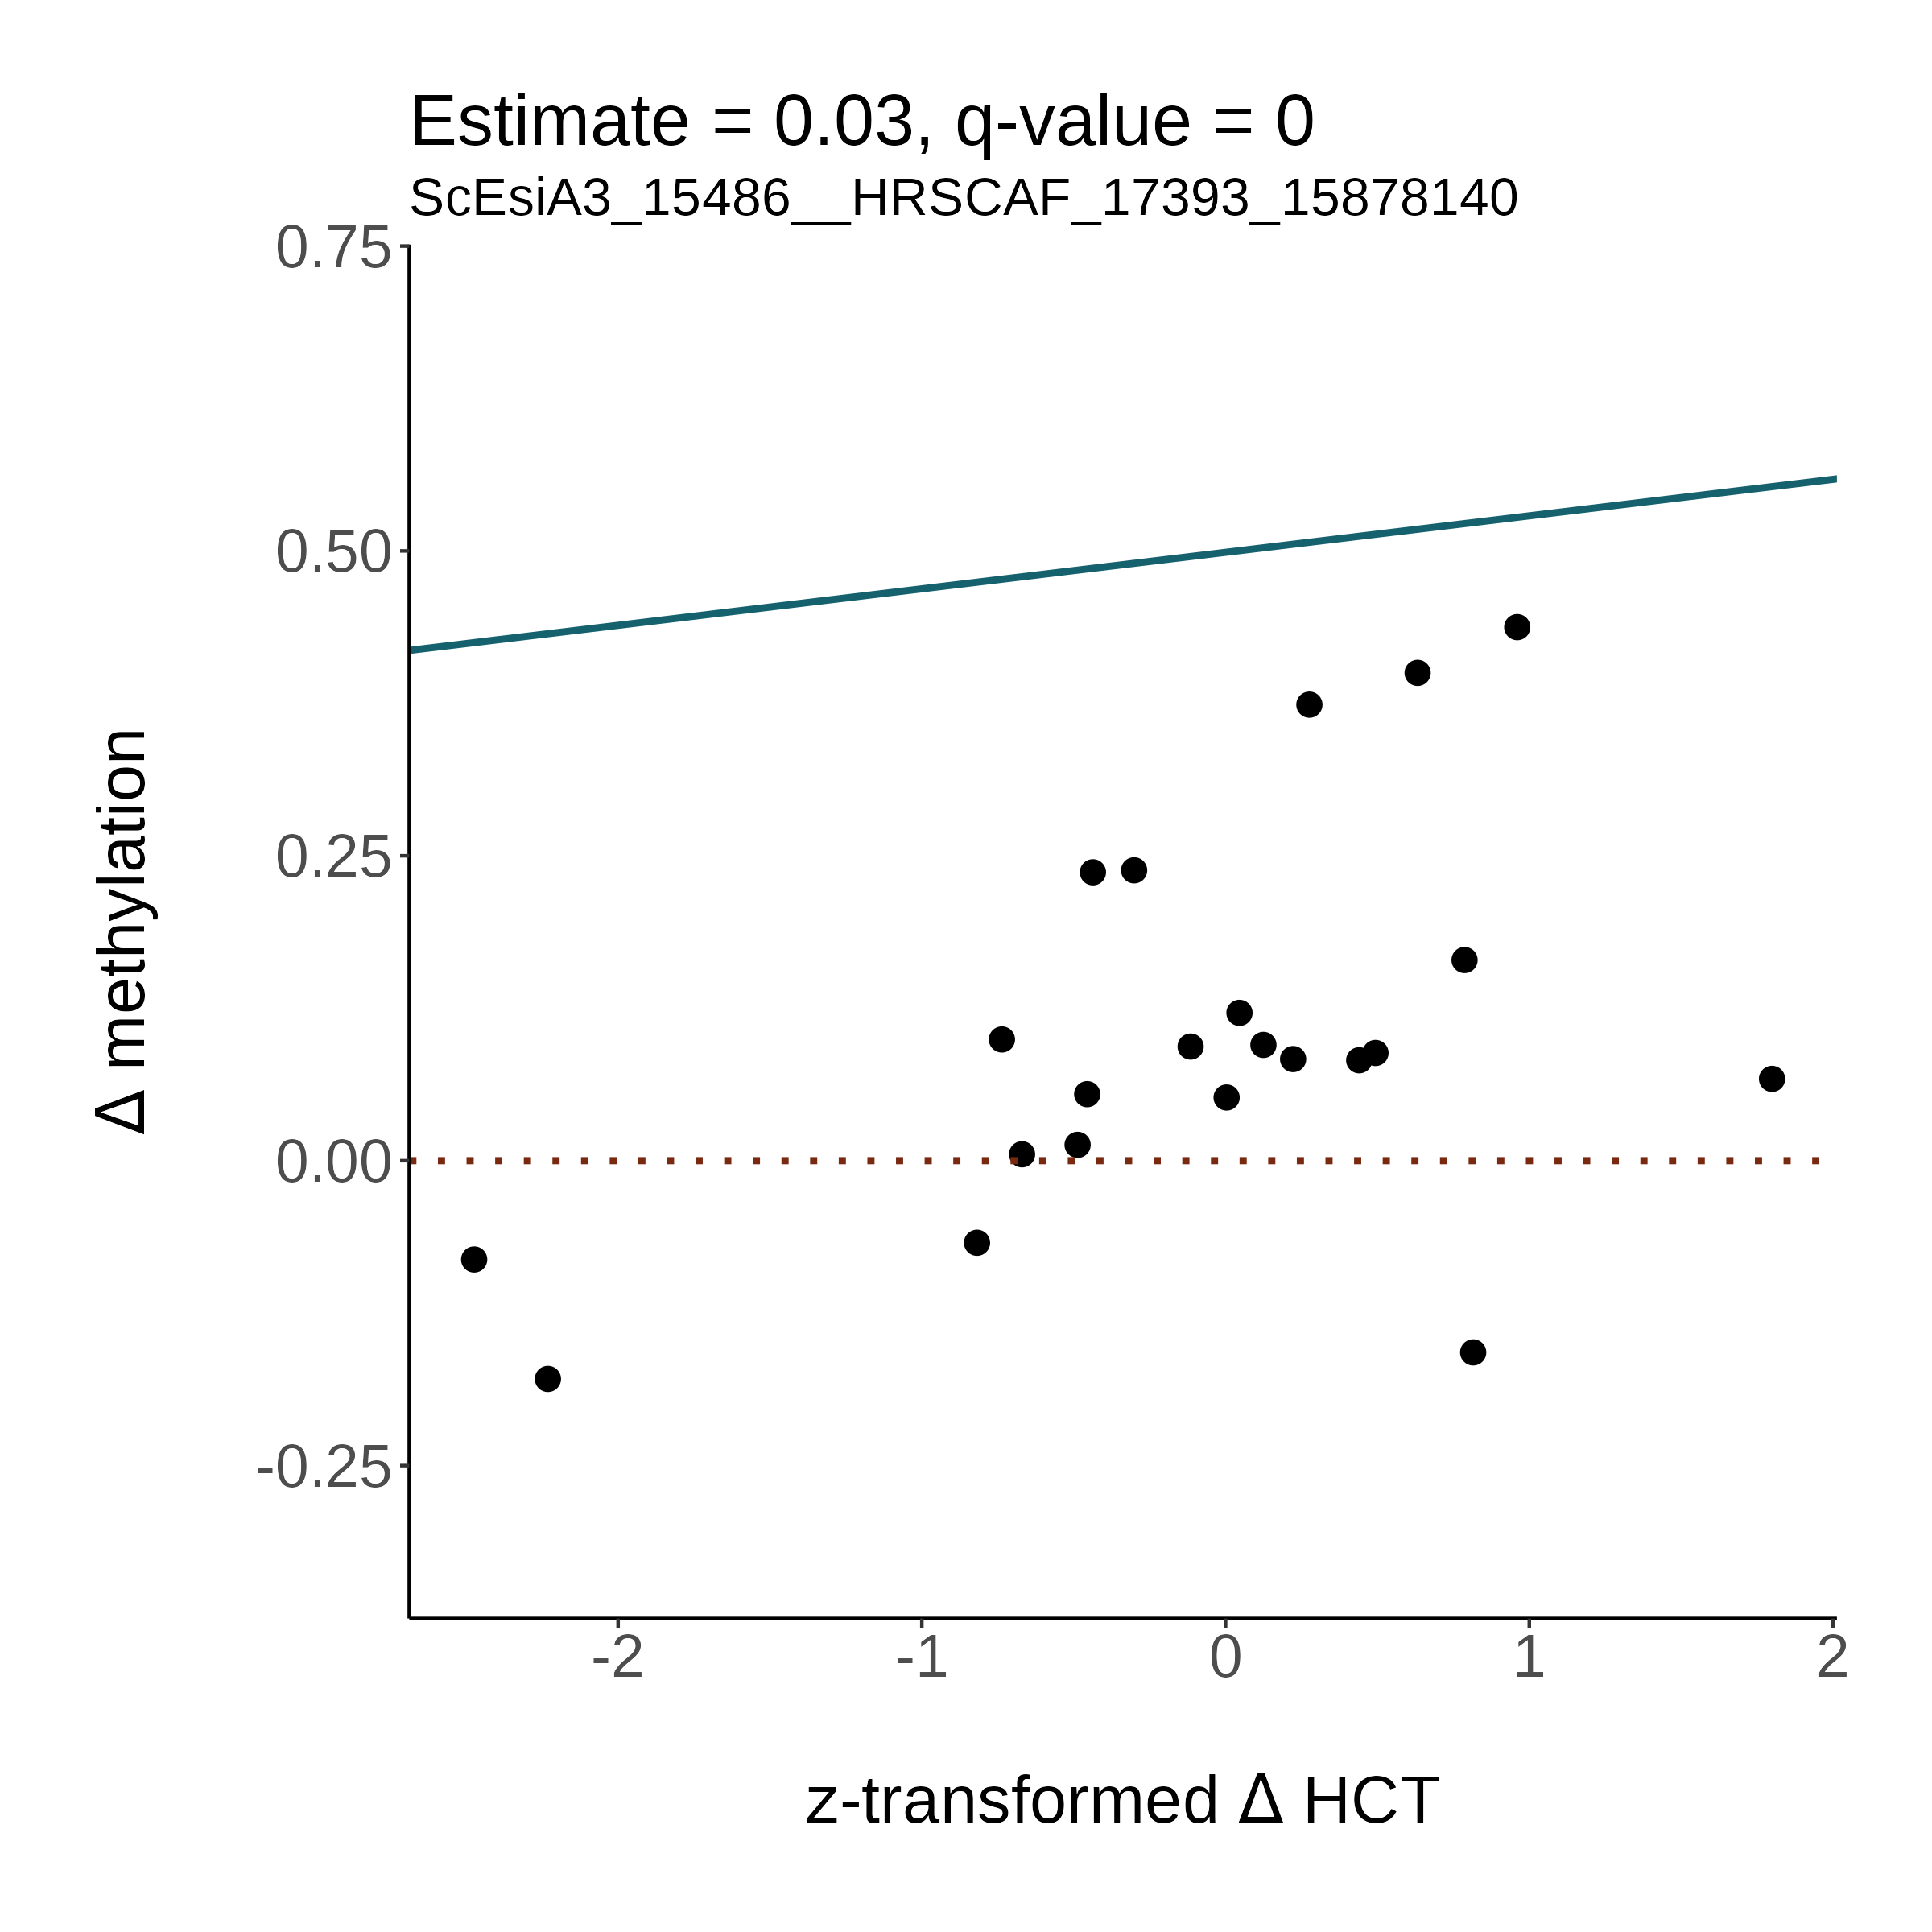 Estimate = 0.03, q-value = 0
ScEsiA3_15486__HRSCAF_17393_15878140
0.75
0.50
0.25
0.00
-0.25
Δ methylation
-2 -1 0 1 2
z-transformed Δ HCT